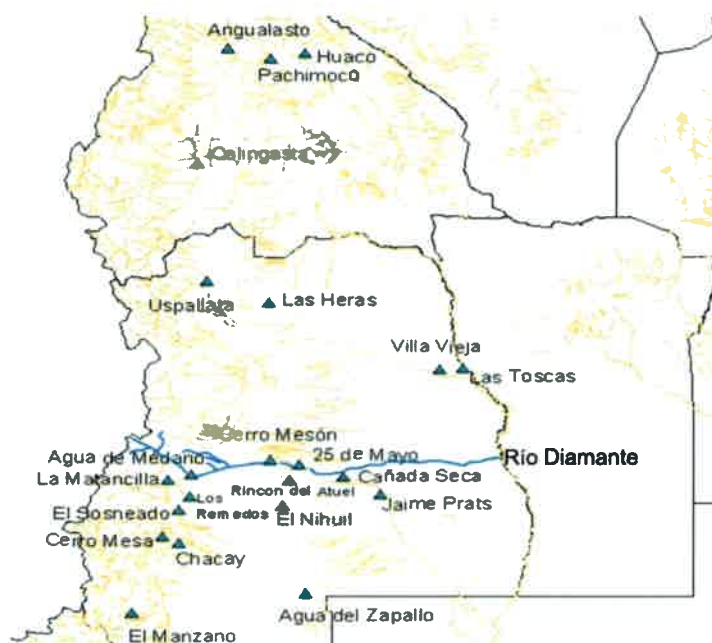 Angualasto
Huaco
Pachimoco
Calingasta
Uspallata
Las Heras
Villa Vieja
Las Toscas
Cerro Mesón
Agua de Médano
25 de Mayo
Río Diamante
La Matancilla
Cañada Seca
Rincon del Atuel
Los
Jaime Prats
El Sosneado
Remedos
El Nihuil
Cerro Mesa
Chacay
Agua del Zapallo
El Manzano